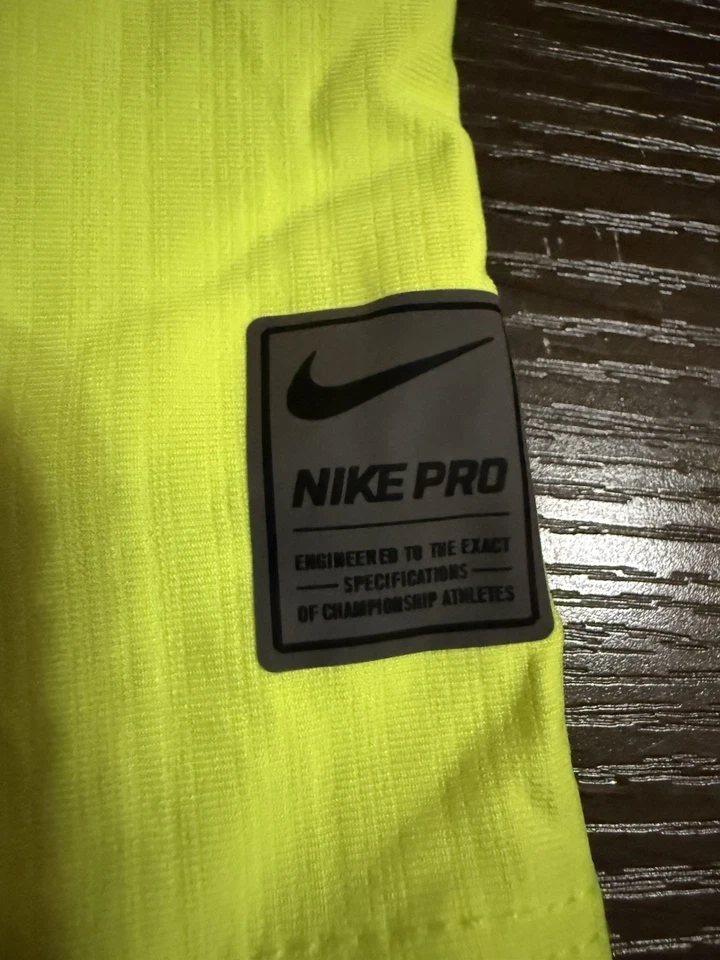 NIKE PRO
ENGINEERED TO THE EXACT
SPECIFICATIONS
OF CHAMPIONSHIP ATHLETES